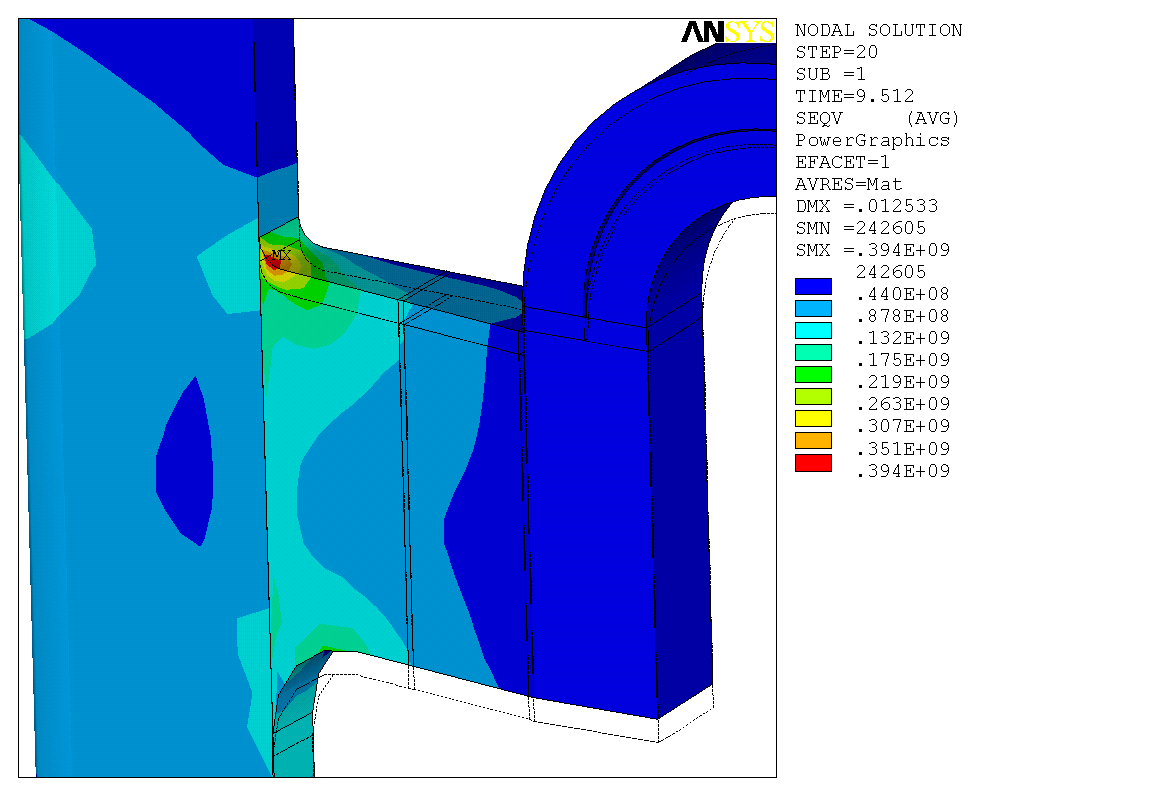 ANSYS
NODAL SOLUTION
STEP=20
SUB =1
TIME=9.512
SEQV     (AVG)
PowerGraphics
EFACET=1
AVRES=Mat
DMX =.012533
SMN =242605
SMX =.394E+09
242605
.440E+08
.878E+08
.132E+09
.175E+09
.219E+09
.263E+09
.307E+09
.351E+09
.394E+09
MX